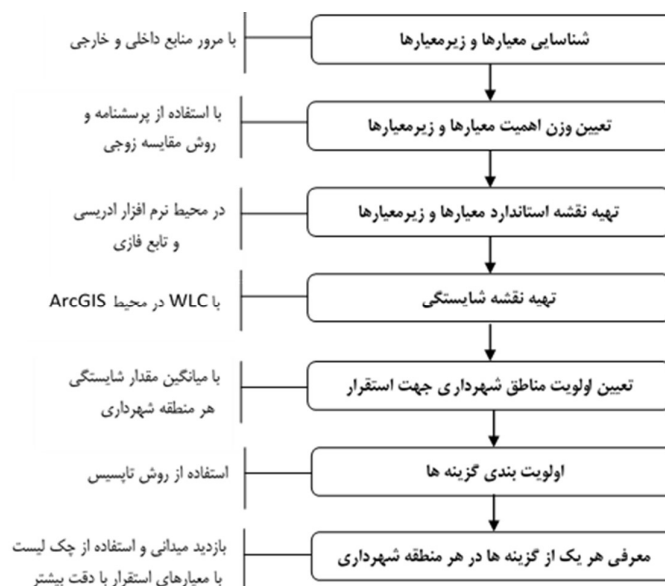 شناسایی معیارها و زیرمعیارها
با مرور منابع داخلی و خارجی
تعیین وزن اهمیت معیارها و زیرمعیارها
با استفاده از پرسشنامه و
روش مقایسه زوجی
تهیه نقشه استاندارد معیارها و زیرمعیارها
در محیط نرم افزار ادریسی
و تابع فازی
تهیه نقشه شایستگی
با WLC در محیط ArcGIS
تعیین اولویت مناطق شهرداری جهت استقرار
با میانگین مقدار شایستگی
هر منطقه شهرداری
اولویت بندی گزینه ها
استفاده از روش تاپسیس
معرفی هر یک از گزینه ها در هر منطقه شهرداری
بازدید میدانی و استفاده از چک لیست
با معیارهای استقرار با دقت بیشتر